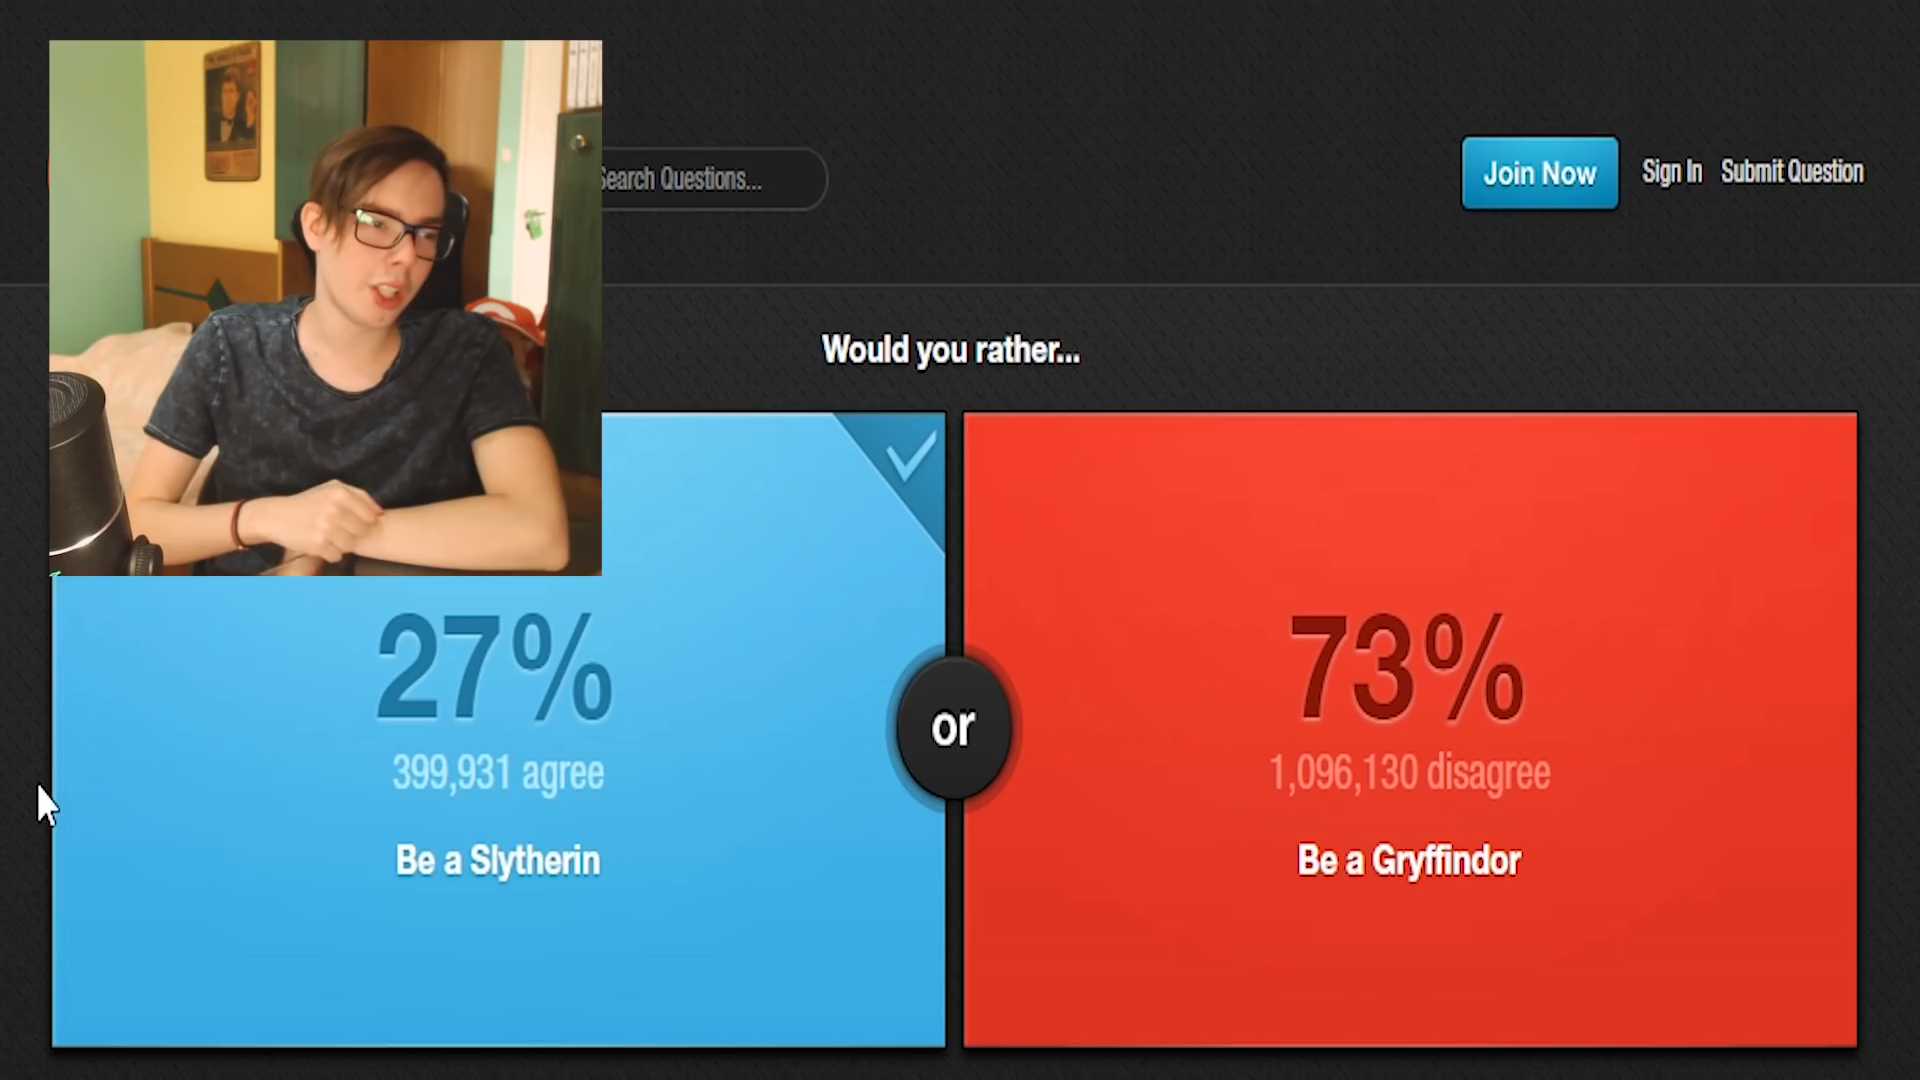 Search Questions...
Join Now
Sign In
Submit Question
Would you rather...
27%
399,931 agree
Be a Slytherin
or
73%
1,096,130 disagree
Be a Gryffindor